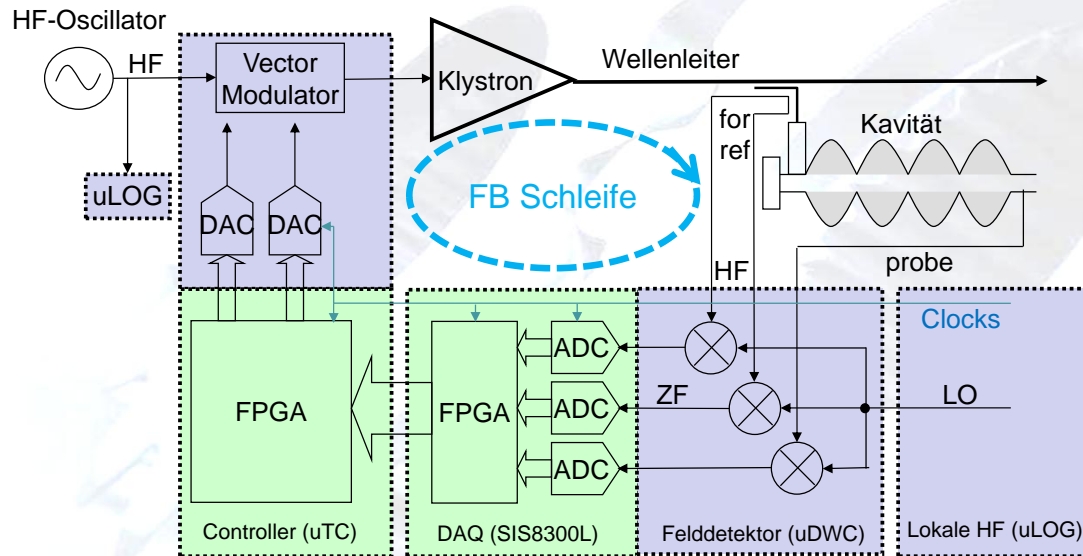 HF-Oscillator
HF
Vector
Modulator
Klystron
Wellenleiter
for
ref
Kavität
uLOG
DAC
DAC
FB Schleife
HF
probe
Clocks
ADC
FPGA
FPGA
ADC
ZF
LO
ADC
Controller (uTC)
DAQ (SIS8300L)
Felddetektor (uDWC)
Lokale HF (uLOG)